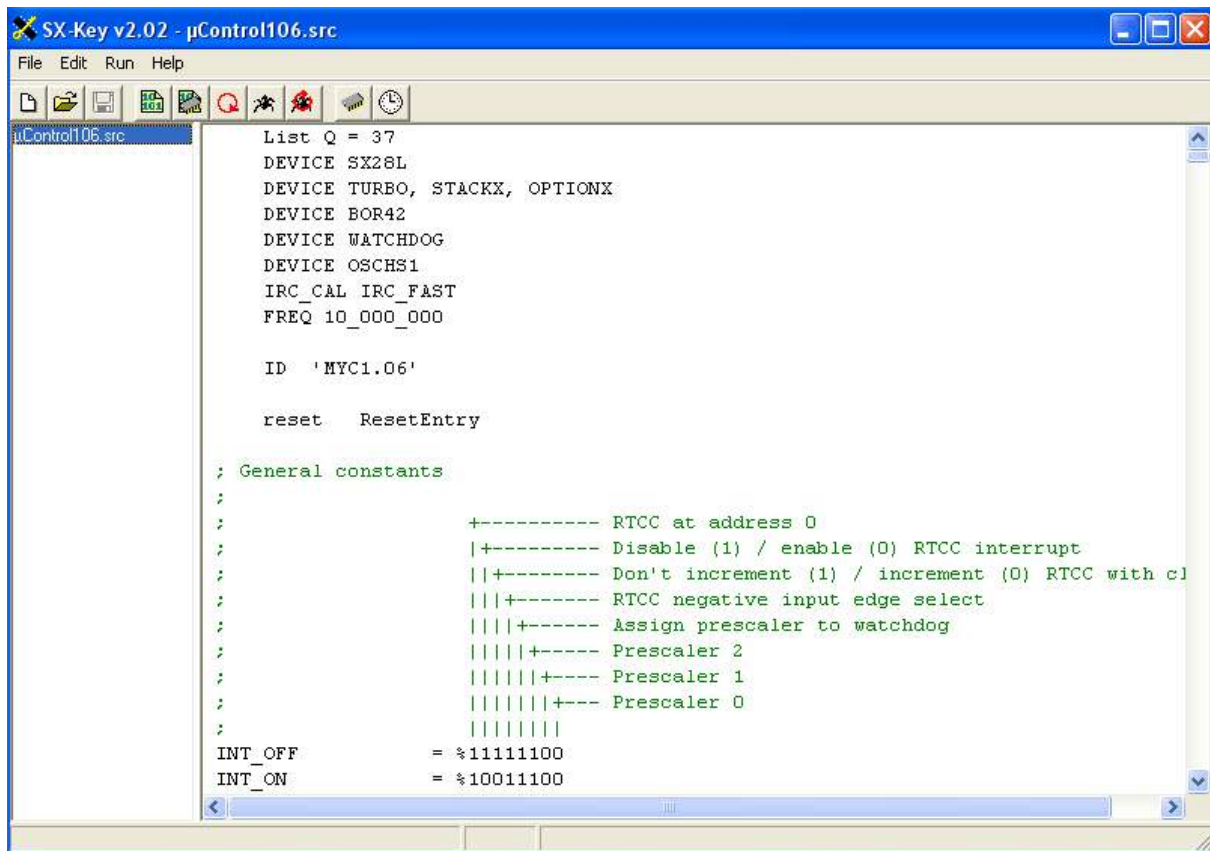 SX-Key v2.02 - µControl106.src
File Edit Run Help
µControl106.src
List Q = 37
DEVICE SX28L
DEVICE TURBO, STACKX, OPTIONX
DEVICE BOR42
DEVICE WATCHDOG
DEVICE OSCHS1
IRC_CAL IRC_FAST
FREQ 10_000_000
ID 'MYC1.06'
reset ResetEntry
; General constants
;
; +---------- RTCC at address 0
; |+--------- Disable (1) / enable (0) RTCC interrupt
; ||+-------- Don't increment (1) / increment (0) RTCC with cl
; |||+------- RTCC negative input edge select
; ||||+------ Assign prescaler to watchdog
; |||||+----- Prescaler 2
; ||||||+---- Prescaler 1
; |||||||+--- Prescaler 0
; ||||||||
INT_OFF = %11111100
INT_ON = %10011100